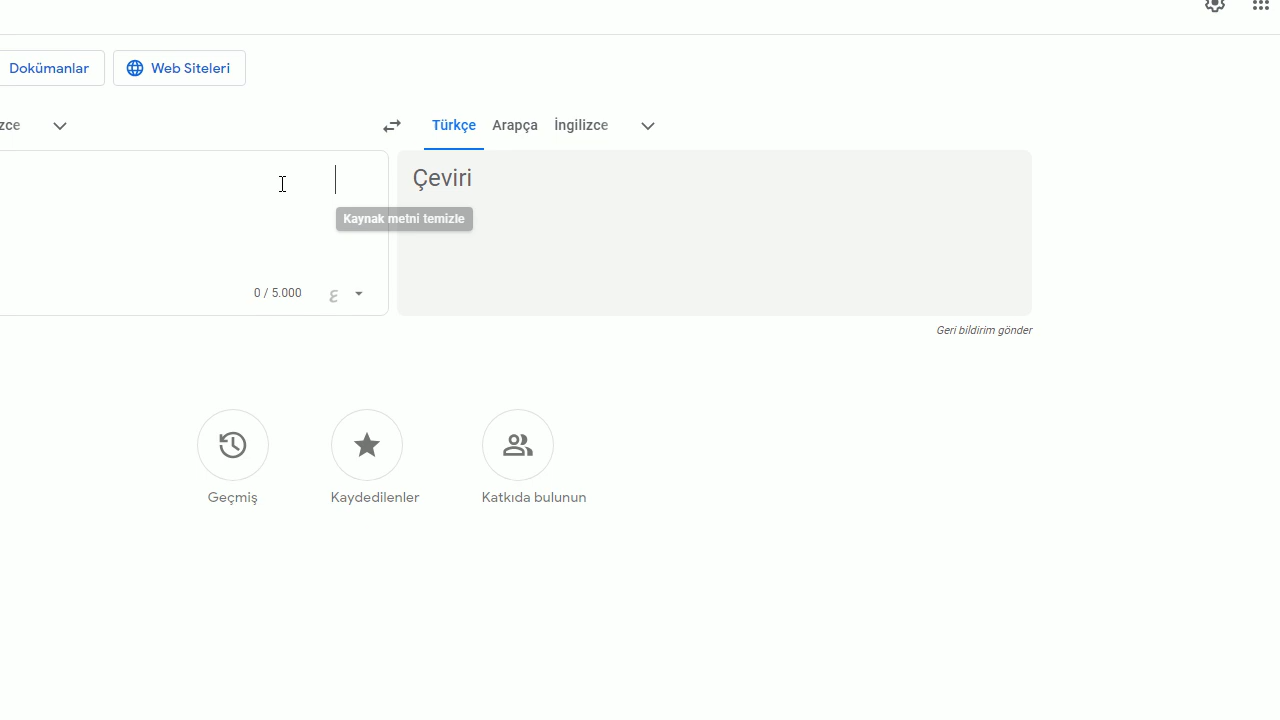 Dokümanlar
Web Siteleri
zce
Türkçe
Arapça
İngilizce
Çeviri
Kaynak metni temizle
0 / 5.000
ع
Geri bildirim gönder
Geçmiş
Kaydedilenler
Katkıda bulunun